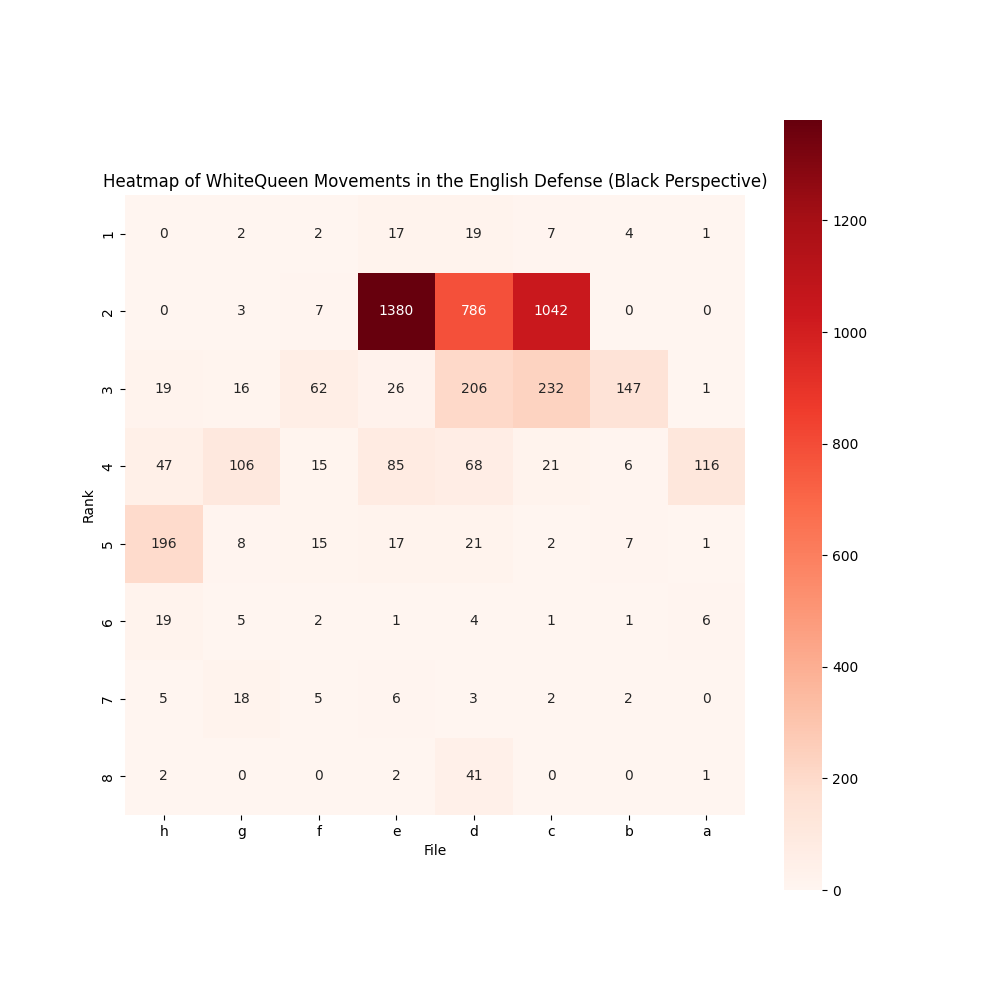 Heatmap of WhiteQueen Movements in the English Defense (Black Perspective)
1 0 2 2 17 19 7 4 1
2 0 3 7 1380 786 1042 0 0
3 19 16 62 26 206 232 147 1
4 47 106 15 85 68 21 6 116
5 196 8 15 17 21 2 7 1
6 19 5 2 1 4 1 1 6
7 5 18 5 6 3 2 2 0
8 2 0 0 2 41 0 0 1
Rank
h g f e d c b a
File
1200
1000
800
600
400
200
0